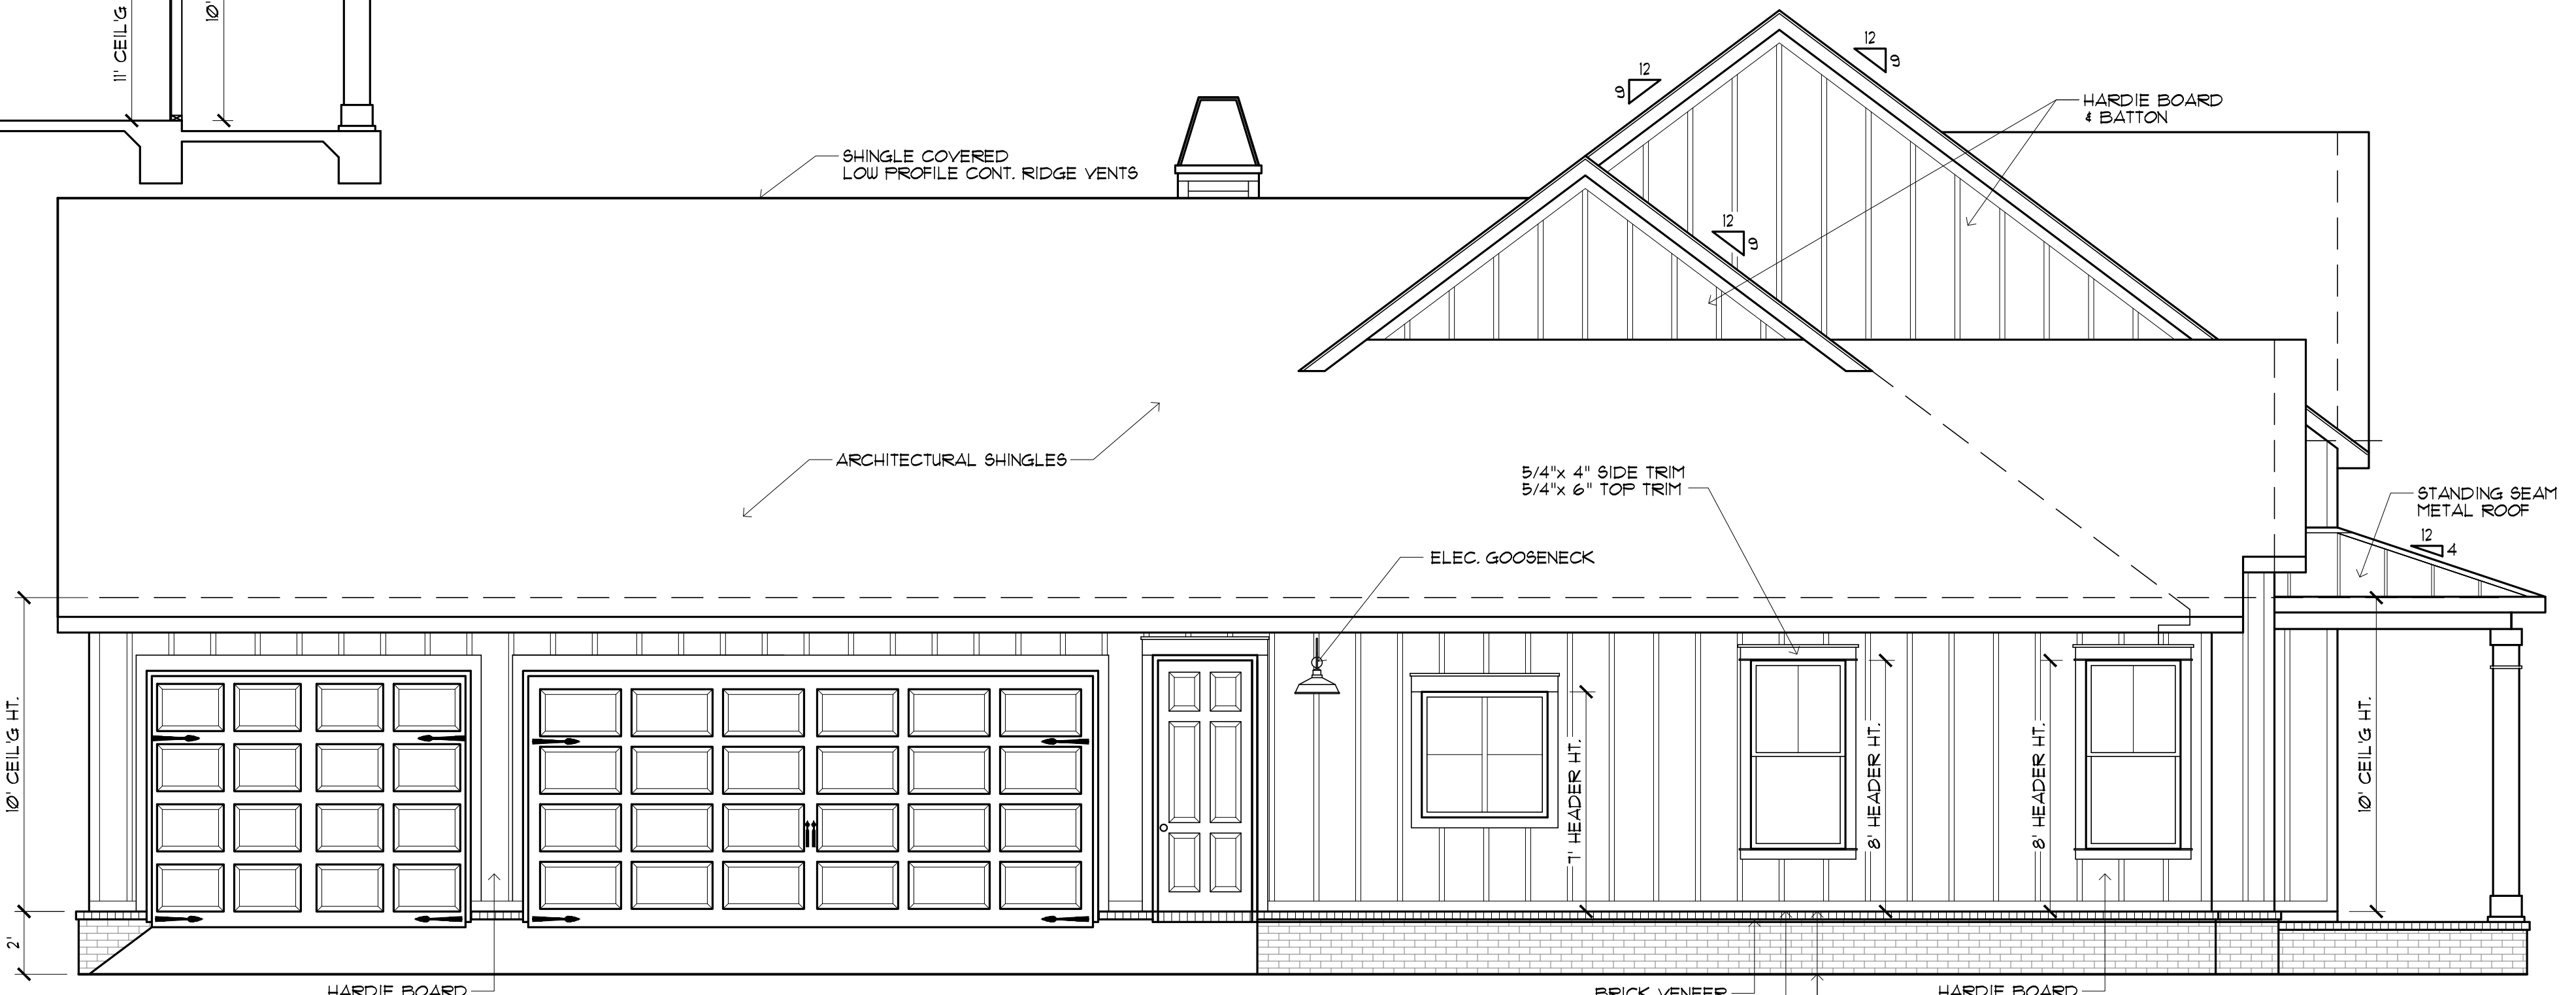 11' CEIL'G
10'
12
9
12
9
HARDIE BOARD
& BATTON
SHINGLE COVERED
LOW PROFILE CONT. RIDGE VENTS
12
9
ARCHITECTURAL SHINGLES
5/4"x 4" SIDE TRIM
5/4"x 6" TOP TRIM
STANDING SEAM
METAL ROOF
12
4
ELEC. GOOSENECK
10' CEIL'G HT.
7' HEADER HT.
8' HEADER HT.
8' HEADER HT.
10' CEIL'G HT.
2'
HARDIE BOARD
BRICK VENEER
HARDIE BOARD